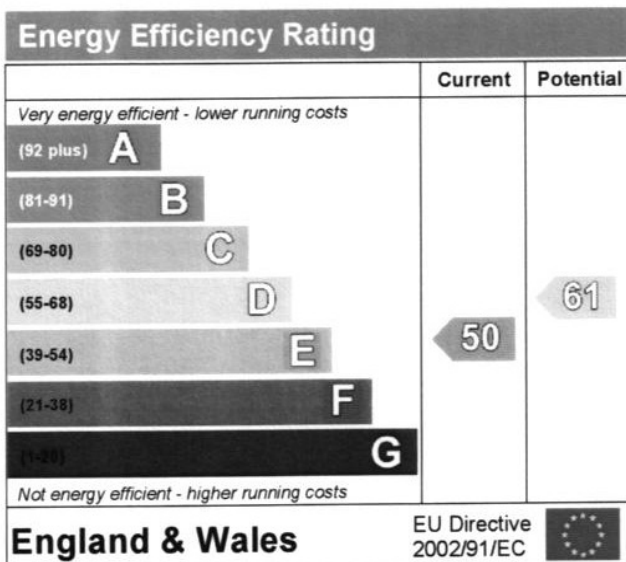 Energy Efficiency Rating
Current Potential
Very energy efficient - lower running costs
(92 plus) A
(81-91) B
(69-80) C
(55-68) D
61
(39-54) E
50
(21-38) F
(1-20) G
Not energy efficient - higher running costs
England & Wales
EU Directive
2002/91/EC